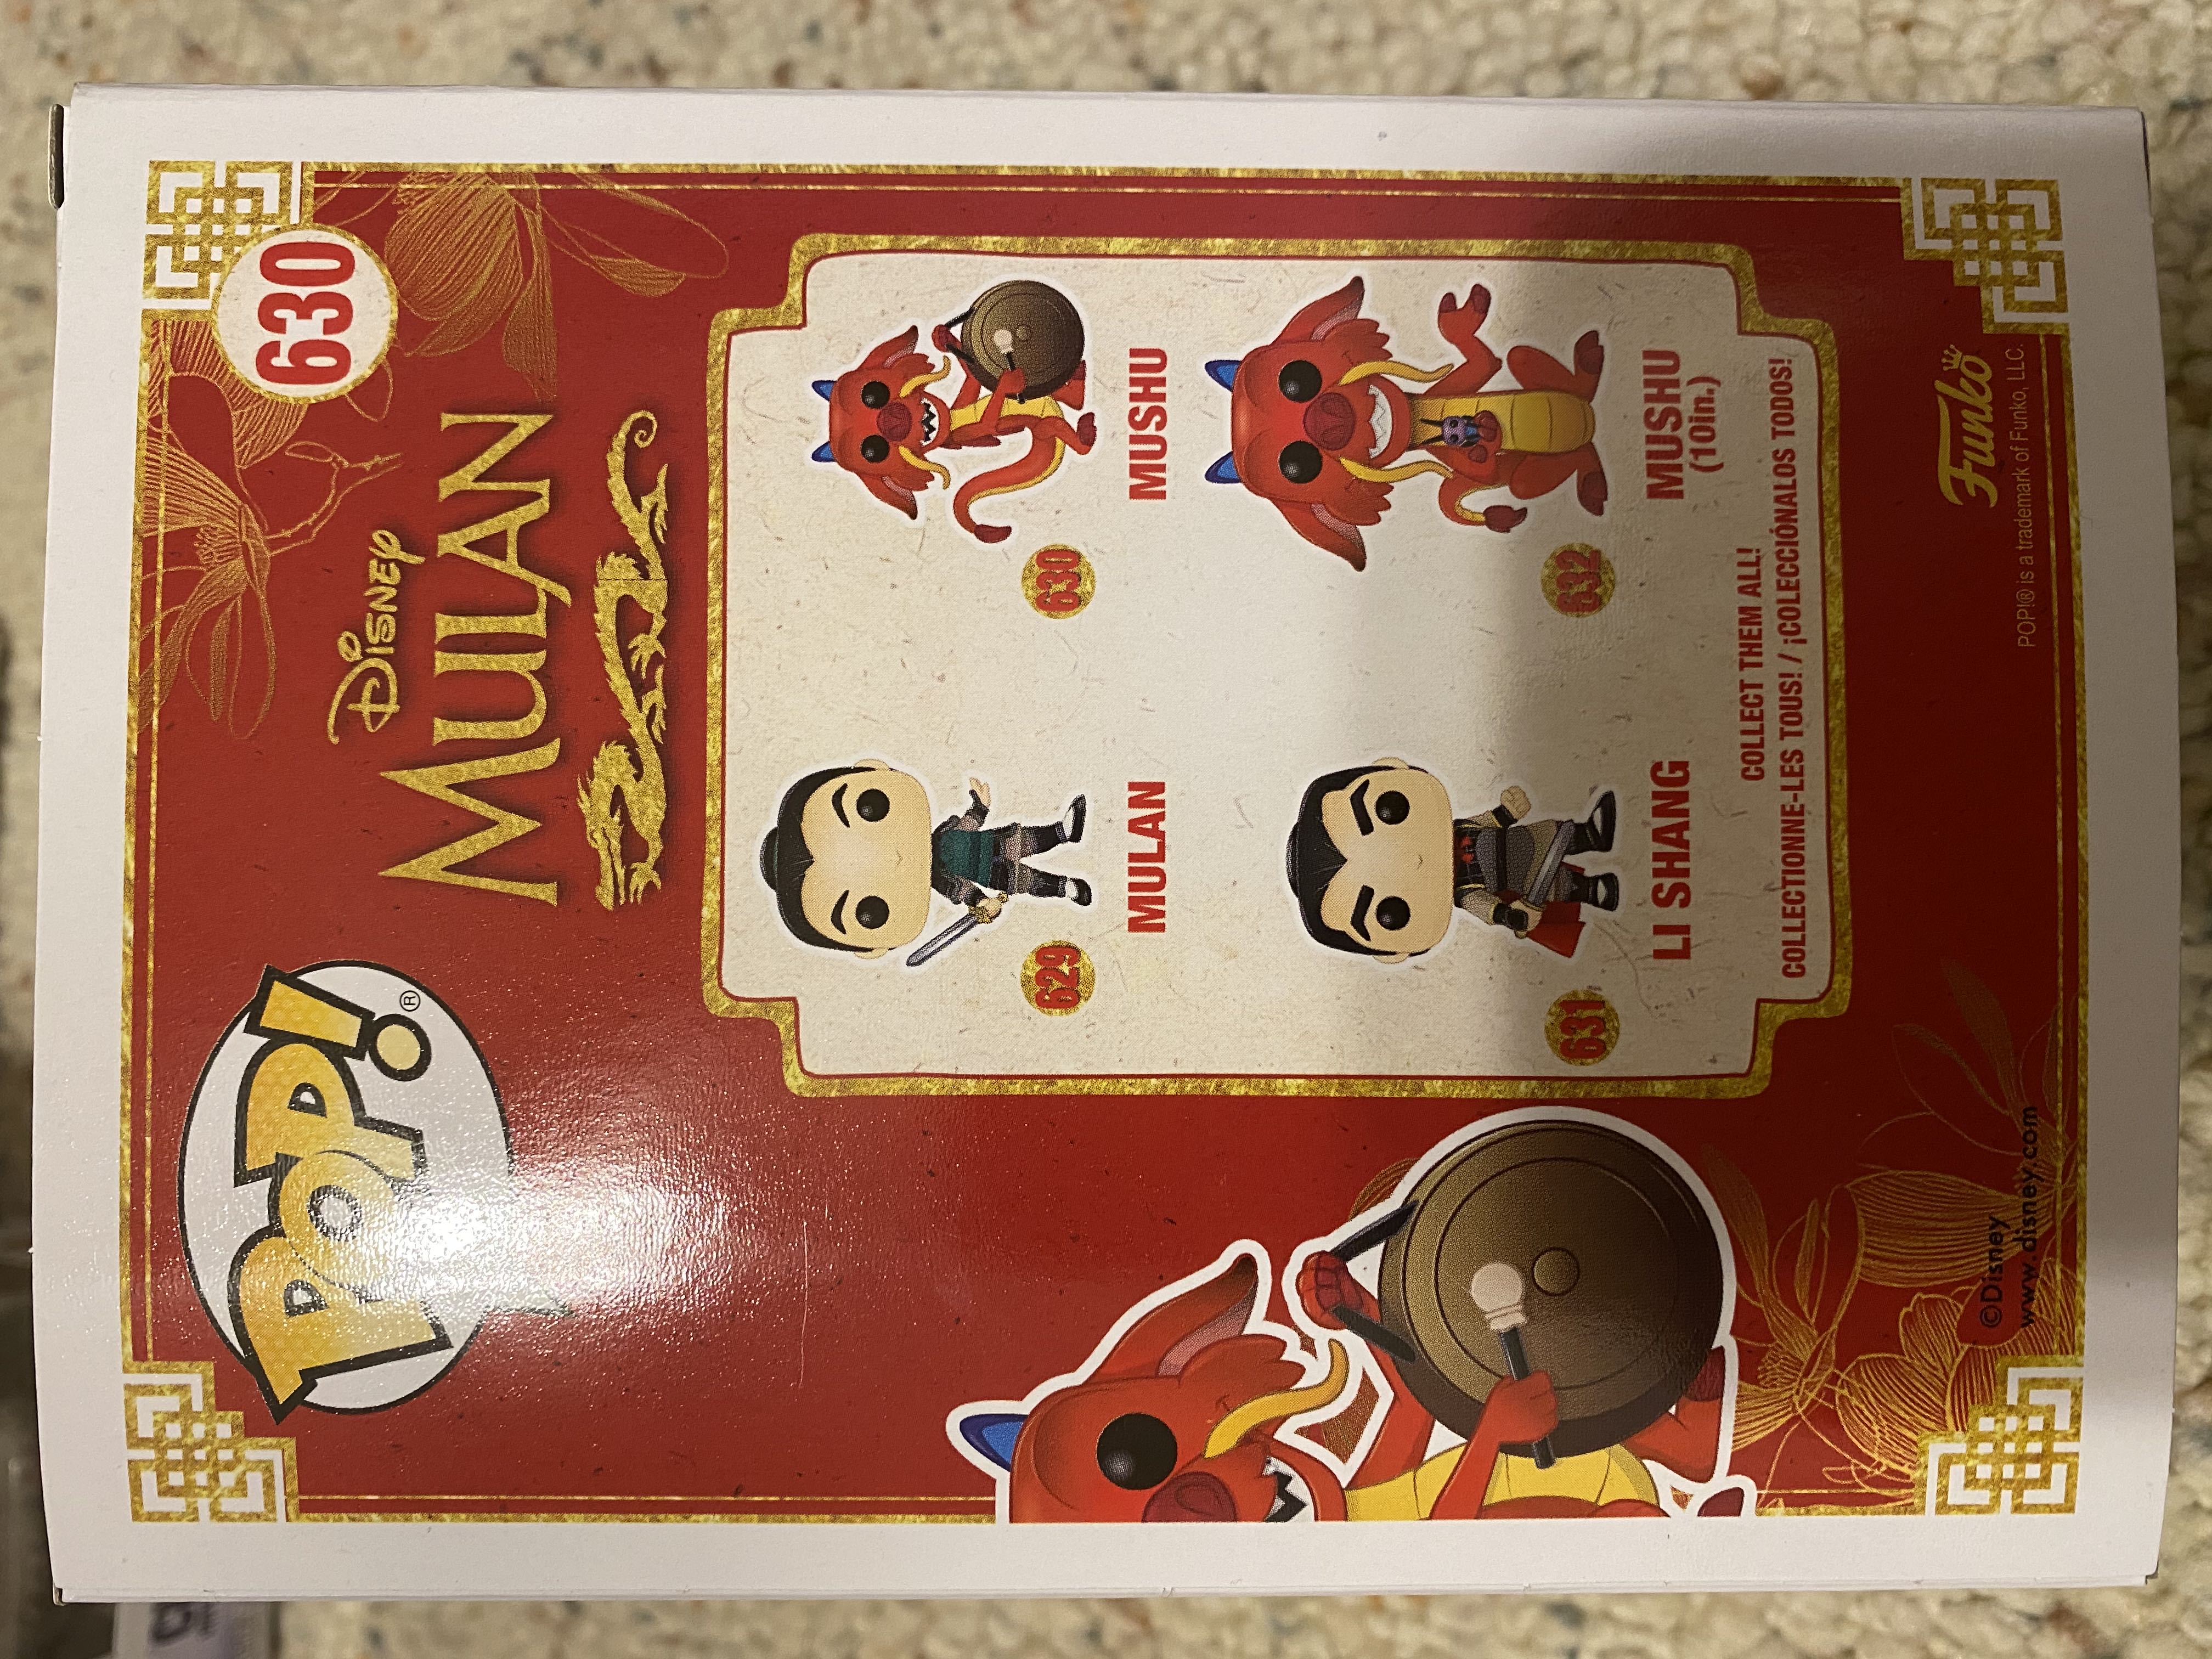 POP!®
DISNEY
MULAN
630
629
MULAN
630
MUSHU
631
LI SHANG
632
MUSHU
(10in.)
COLLECT THEM ALL!
COLLECTIONNE-LES TOUS! / ¡COLECCIÓNALOS TODOS!
©Disney
www.disney.com
Funko
POP!® is a trademark of Funko, LLC.